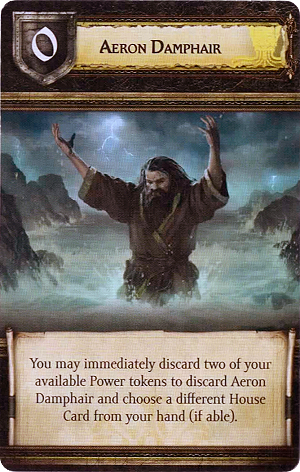 0
AERON DAMPHAIR
You may immediately discard two of your
available Power tokens to discard Aeron
Damphair and choose a different House
Card from your hand (if able).